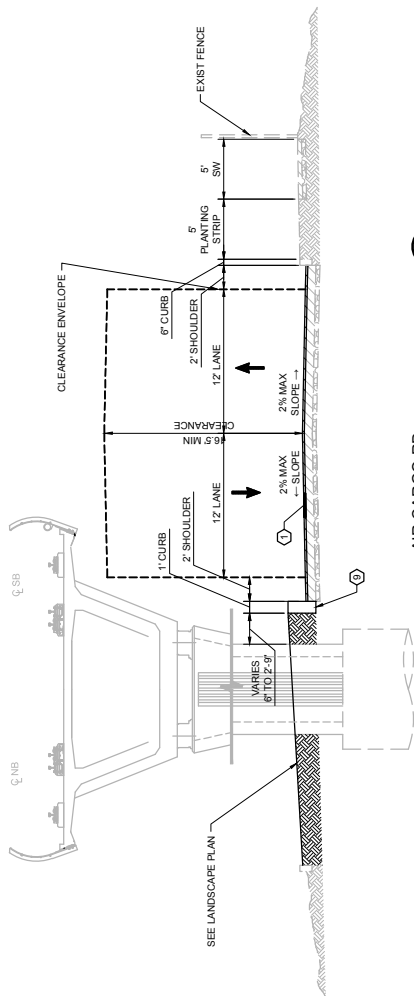 ℄ NB
℄ SB
CLEARANCE ENVELOPE
EXIST FENCE
SEE LANDSCAPE PLAN
VARIES
6" TO 2'-9"
1' CURB
2' SHOULDER
12' LANE
16.5' MIN
CLEARANCE
12' LANE
2' SHOULDER
6" CURB
5'
PLANTING
STRIP
5'
SW
2% MAX
← SLOPE
2% MAX
SLOPE →
1
9